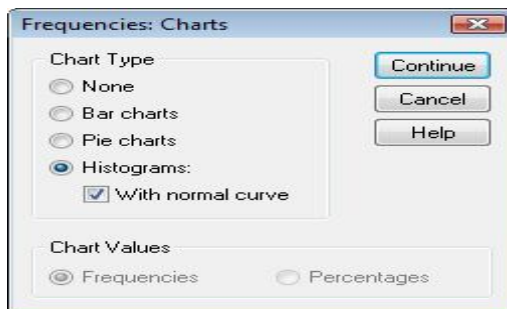 Frequencies: Charts
Chart Type
None
Bar charts
Pie charts
Histograms:
With normal curve
Continue
Cancel
Help
Chart Values
Frequencies
Percentages